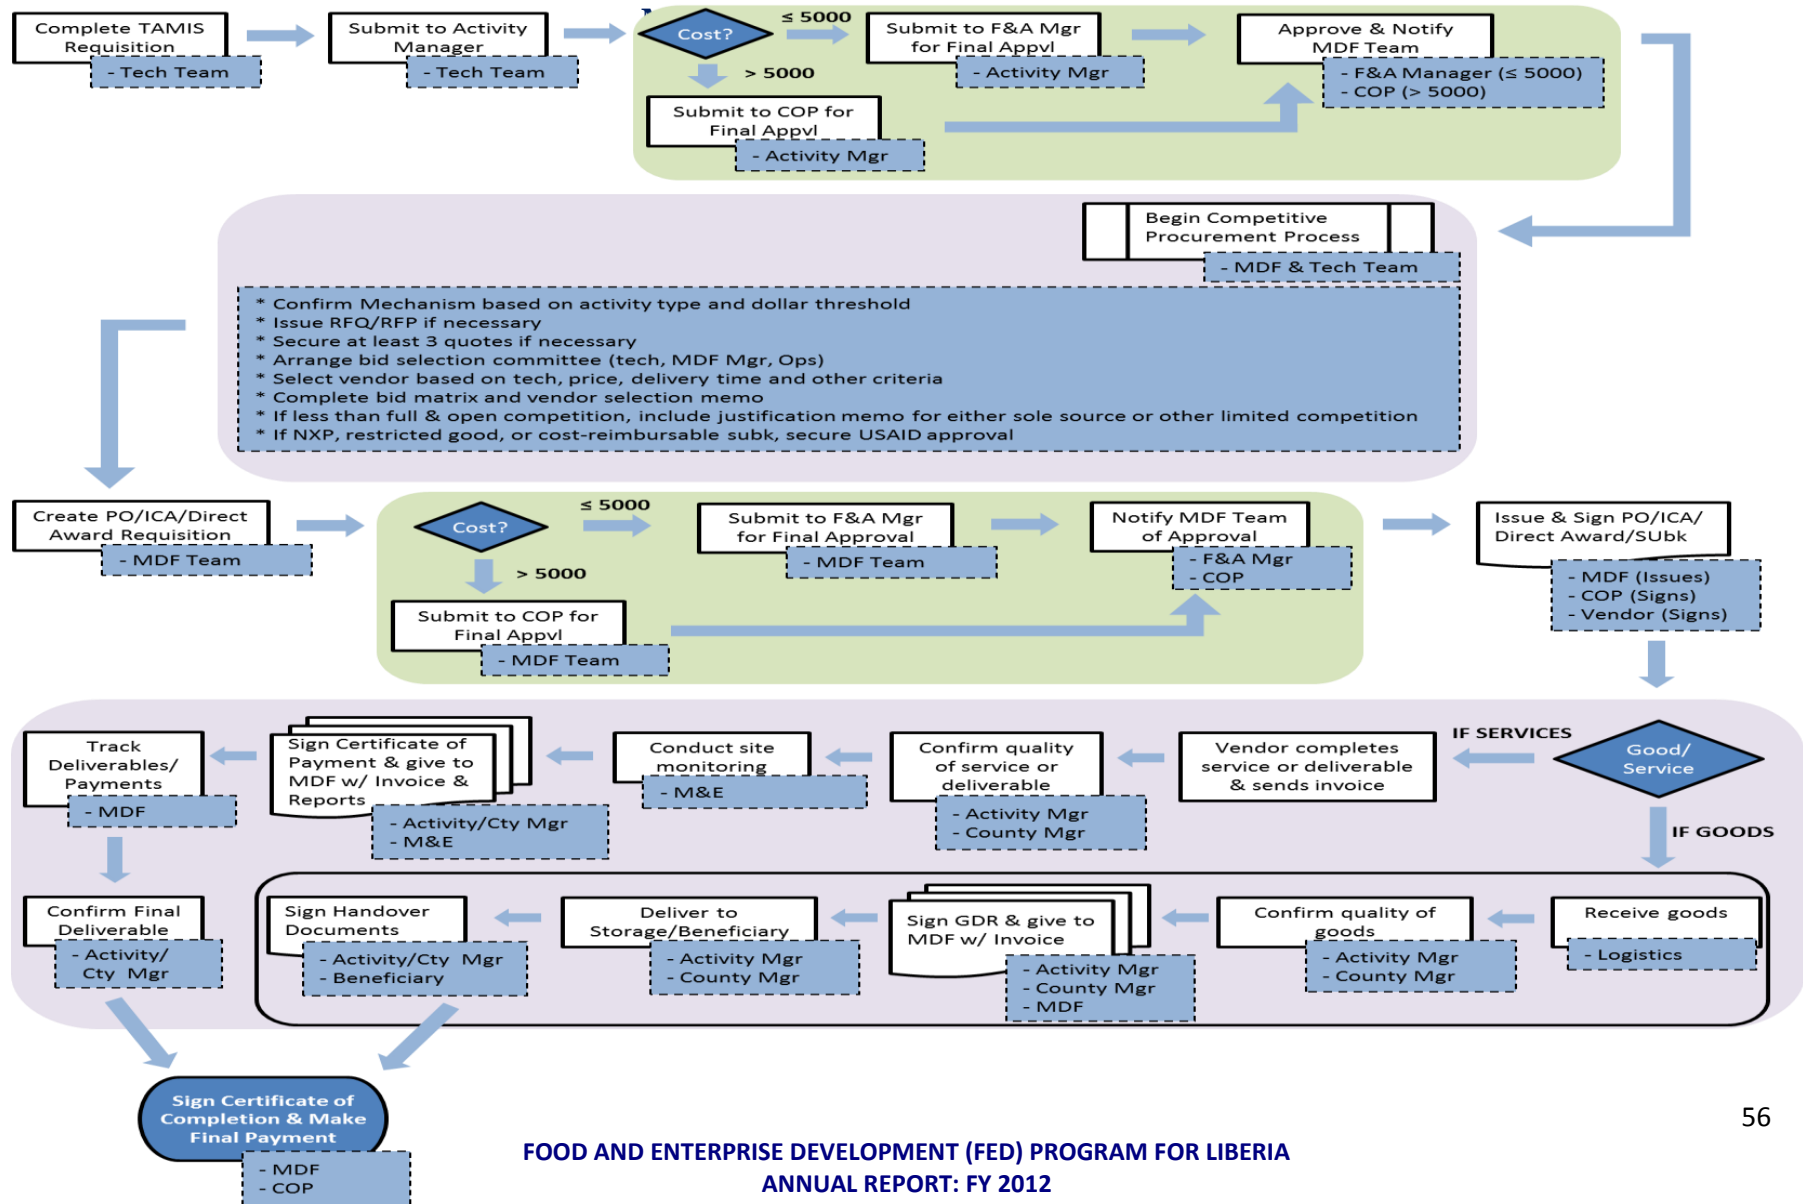 Complete TAMIS
Requisition
- Tech Team
Submit to Activity
Manager
- Tech Team
Cost?
≤ 5000
> 5000
Submit to F&A Mgr
for Final Appvl
- Activity Mgr
Submit to COP for
Final Appvl
- Activity Mgr
Approve & Notify
MDF Team
- F&A Manager (≤ 5000)
- COP (> 5000)
Begin Competitive
Procurement Process
- MDF & Tech Team
* Confirm Mechanism based on activity type and dollar threshold
* Issue RFQ/RFP if necessary
* Secure at least 3 quotes if necessary
* Arrange bid selection committee (tech, MDF Mgr, Ops)
* Select vendor based on tech, price, delivery time and other criteria
* Complete bid matrix and vendor selection memo
* If less than full & open competition, include justification memo for either sole source or other limited competition
* If NXP, restricted good, or cost-reimbursable subk, secure USAID approval
Create PO/ICA/Direct
Award Requisition
- MDF Team
Cost?
≤ 5000
> 5000
Submit to F&A Mgr
for Final Approval
- MDF Team
Submit to COP for
Final Appvl
- MDF Team
Notify MDF Team
of Approval
- F&A Mgr
- COP
Issue & Sign PO/ICA/
Direct Award/SUbk
- MDF (Issues)
- COP (Signs)
- Vendor (Signs)
Good/
Service
IF SERVICES
IF GOODS
Vendor completes
service or deliverable
& sends invoice
Confirm quality
of service or
deliverable
- Activity Mgr
- County Mgr
Conduct site
monitoring
- M&E
Sign Certificate of
Payment & give to
MDF w/ Invoice &
Reports
- Activity/Cty Mgr
- M&E
Track
Deliverables/
Payments
- MDF
Confirm Final
Deliverable
- Activity/
Cty Mgr
Receive goods
- Logistics
Confirm quality of
goods
- Activity Mgr
- County Mgr
Sign GDR & give to
MDF w/ Invoice
- Activity Mgr
- County Mgr
- MDF
Deliver to
Storage/Beneficiary
- Activity Mgr
- County Mgr
Sign Handover
Documents
- Activity/Cty Mgr
- Beneficiary
Sign Certificate of
Completion & Make
Final Payment
- MDF
- COP
56
FOOD AND ENTERPRISE DEVELOPMENT (FED) PROGRAM FOR LIBERIA
ANNUAL REPORT: FY 2012